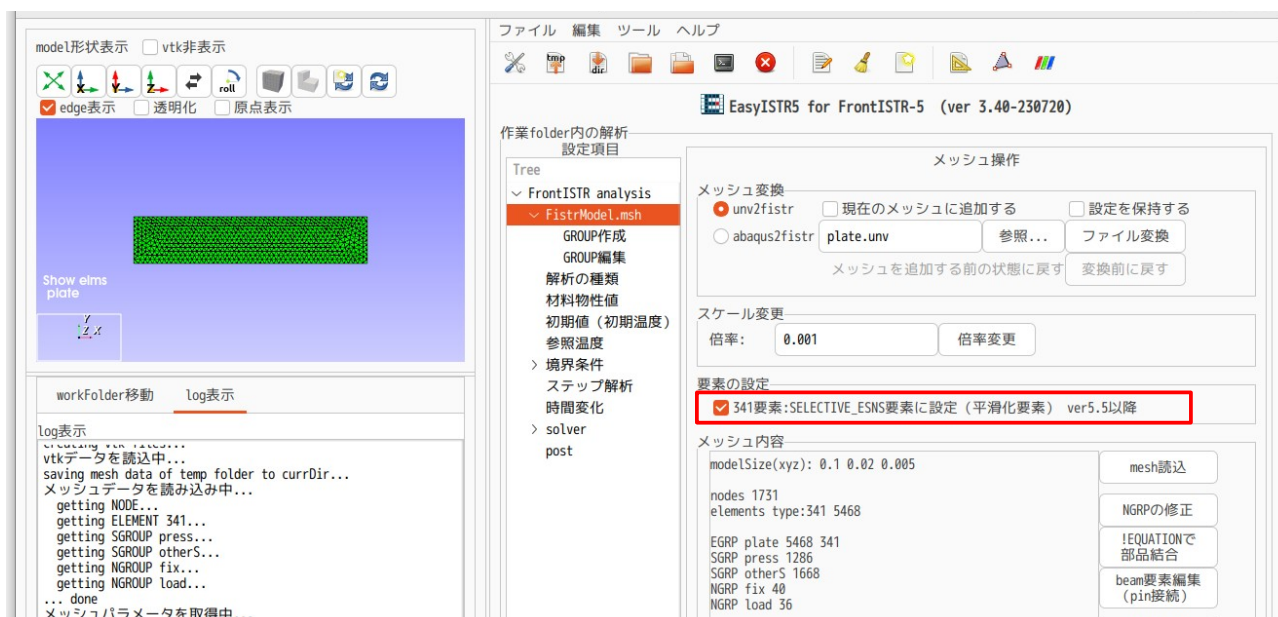 model形状表示 vtk非表示
roll
edge表示 透明化 原点表示
Show elms
plate
Y
Z X
workFolder移動 log表示
log表示
creating vtk files...
vtkデータを読込中...
saving mesh data of temp folder to currDir...
メッシュデータを読み込み中...
getting NODE...
getting ELEMENT 341...
getting SGROUP press...
getting SGROUP otherS...
getting NGROUP fix...
getting NGROUP load...
... done
メッシュパラメータを取得中...
ファイル 編集 ツール ヘルプ
tmp dir
EasyISTR5 for FrontISTR-5 (ver 3.40-230720)
作業folder内の解析
設定項目
Tree
FrontISTR analysis
FistrModel.msh
GROUP作成
GROUP編集
解析の種類
材料物性値
初期値（初期温度）
参照温度
境界条件
ステップ解析
時間変化
solver
post
メッシュ操作
メッシュ変換
unv2fistr 現在のメッシュに追加する 設定を保持する
abaqus2fistr plate.unv 参照... ファイル変換
メッシュを追加する前の状態に戻す 変換前に戻す
スケール変更
倍率: 0.001 倍率変更
要素の設定
341要素:SELECTIVE_ESNS要素に設定（平滑化要素） ver5.5以降
メッシュ内容
modelSize(xyz): 0.1 0.02 0.005
nodes 1731
elements type:341 5468
EGRP plate 5468 341
SGRP press 1286
SGRP otherS 1668
NGRP fix 40
NGRP load 36
mesh読込
NGRPの修正
!EQUATIONで
部品結合
beam要素編集
(pin接続)